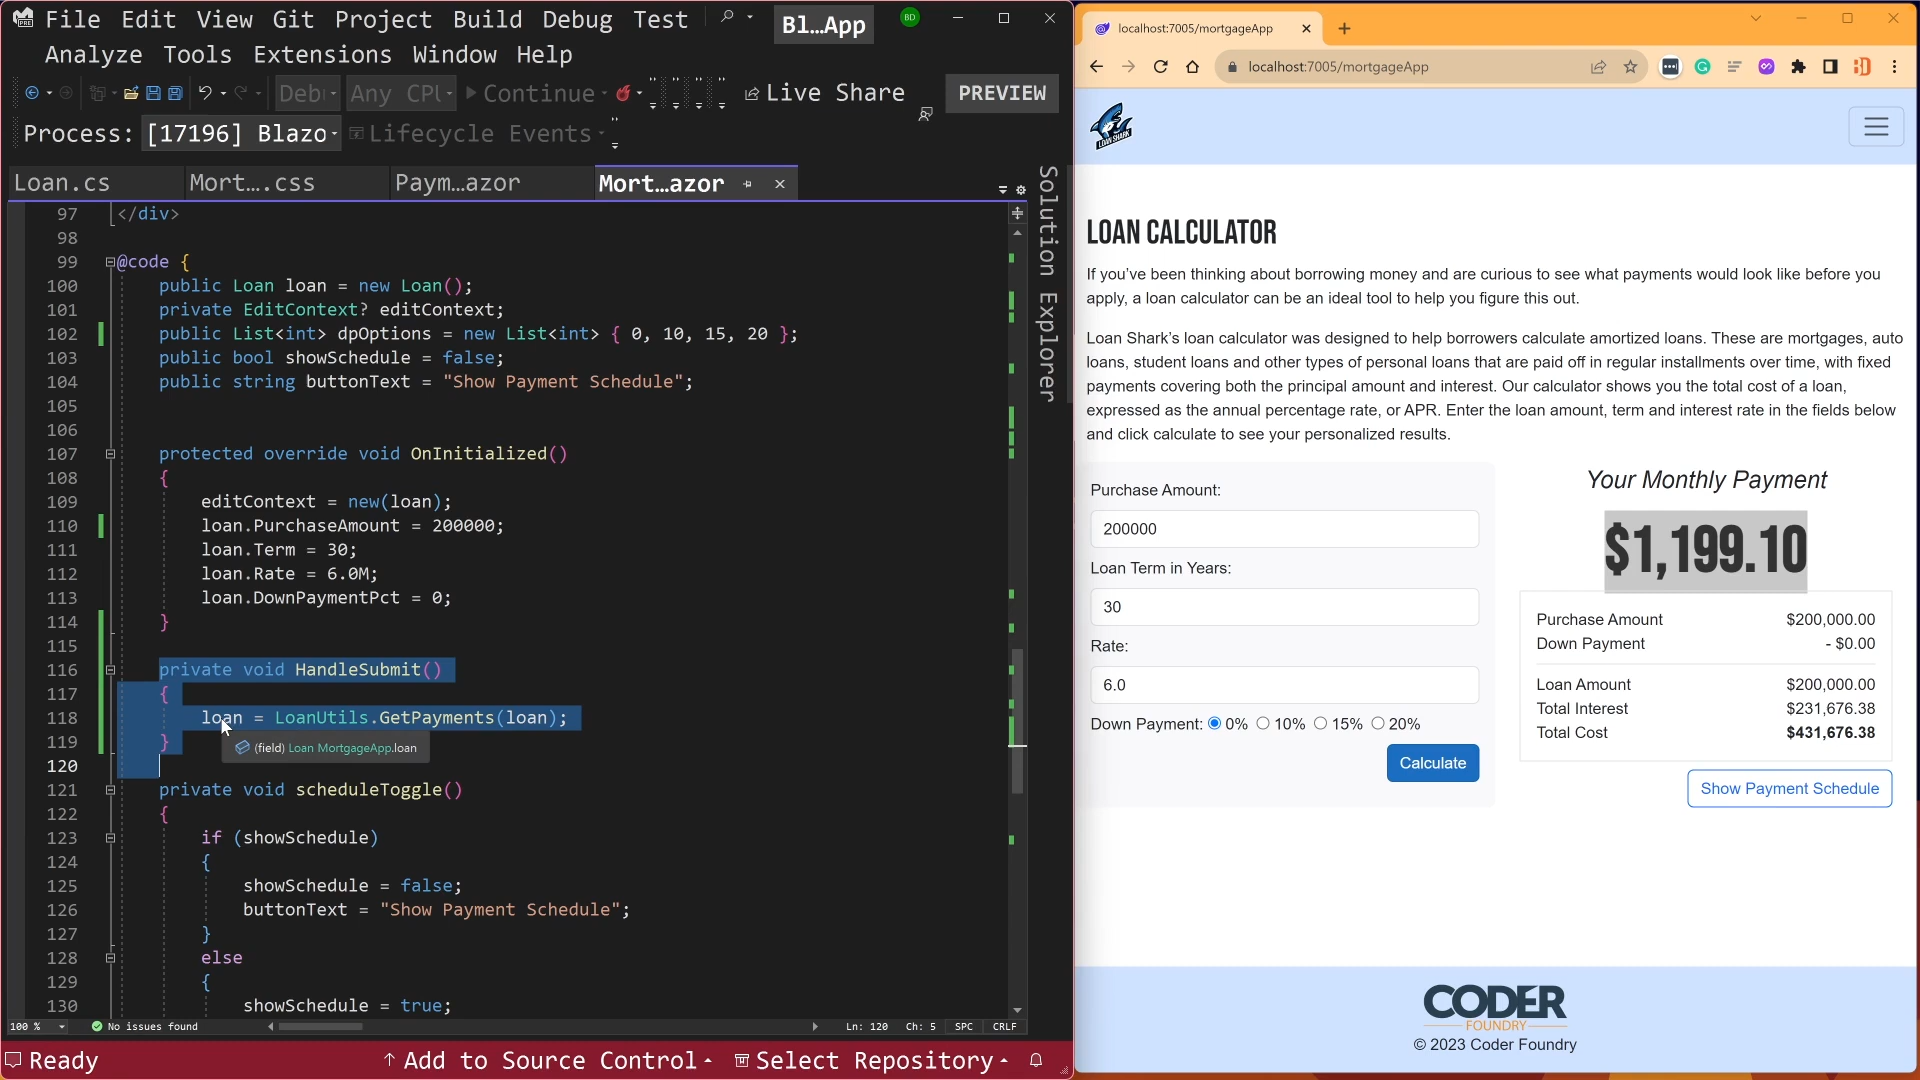 File Edit View Git Project Build Debug Test
Bl...App
BD
Analyze Tools Extensions Window Help
Deb
Any CPU
Continue
Live Share
PREVIEW
Process: [17196] Blazo
Lifecycle Events
Loan.cs
Mort....css
Paym...azor
Mort...azor
Solution Explorer
97 </div>
98
99 @code {
100 public Loan loan = new Loan();
101 private EditContext? editContext;
102 public List<int> dpOptions = new List<int> { 0, 10, 15, 20 };
103 public bool showSchedule = false;
104 public string buttonText = "Show Payment Schedule";
105
106
107 protected override void OnInitialized()
108 {
109 editContext = new(loan);
110 loan.PurchaseAmount = 200000;
111 loan.Term = 30;
112 loan.Rate = 6.0M;
113 loan.DownPaymentPct = 0;
114 }
115
116 private void HandleSubmit()
117 {
118 loan = LoanUtils.GetPayments(loan);
119 }
(field) Loan MortgageApp.loan
120
121 private void scheduleToggle()
122 {
123 if (showSchedule)
124 {
125 showSchedule = false;
126 buttonText = "Show Payment Schedule";
127 }
128 else
129 {
130 showSchedule = true;
100 %
No issues found
Ln: 120 Ch: 5 SPC CRLF
Ready
Add to Source Control
Select Repository
localhost:7005/mortgageApp
localhost:7005/mortgageApp
LOAN SHARK
LOAN CALCULATOR
If you've been thinking about borrowing money and are curious to see what payments would look like before you
apply, a loan calculator can be an ideal tool to help you figure this out.
Loan Shark's loan calculator was designed to help borrowers calculate amortized loans. These are mortgages, auto
loans, student loans and other types of personal loans that are paid off in regular installments over time, with fixed
payments covering both the principal amount and interest. Our calculator shows you the total cost of a loan,
expressed as the annual percentage rate, or APR. Enter the loan amount, term and interest rate in the fields below
and click calculate to see your personalized results.
Purchase Amount:
200000
Loan Term in Years:
30
Rate:
6.0
Down Payment: 0% 10% 15% 20%
Calculate
Your Monthly Payment
$1,199.10
Purchase Amount $200,000.00
Down Payment - $0.00
Loan Amount $200,000.00
Total Interest $231,676.38
Total Cost $431,676.38
Show Payment Schedule
CODER
FOUNDRY
© 2023 Coder Foundry